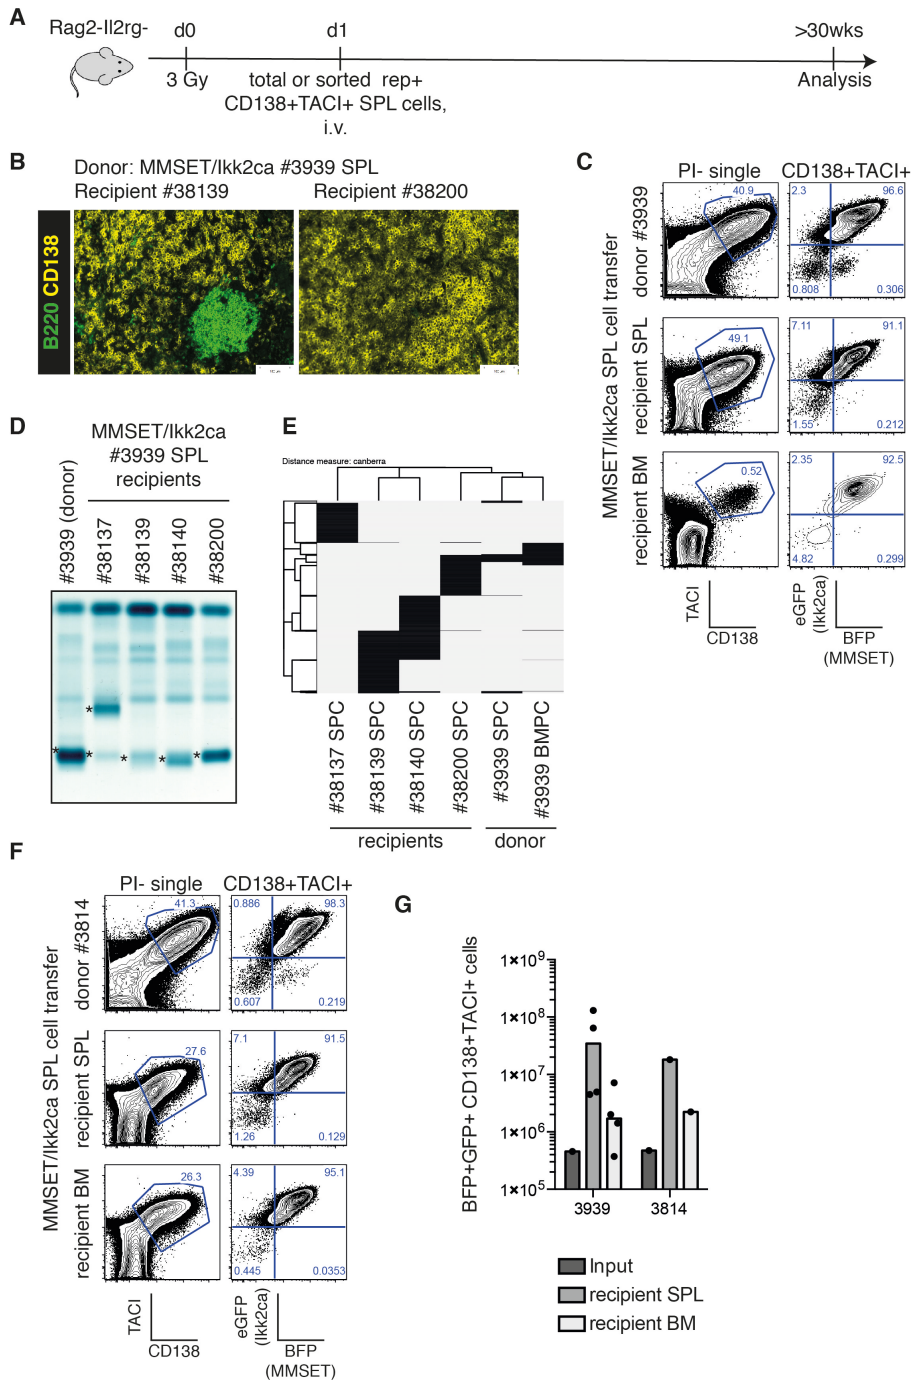 A
Rag2-Il2rg-
d0
d1
>30wks
3 Gy
total or sorted rep+
CD138+TACI+ SPL cells,
i.v.
Analysis
B
Donor: MMSET/Ikk2ca #3939 SPL
Recipient #38139
Recipient #38200
B220 CD138
C
PI- single
CD138+TACI+
MMSET/Ikk2ca SPL cell transfer
donor #3939
40.9
2.3
96.6
0.808
0.306
recipient SPL
49.1
7.11
91.1
1.55
0.212
recipient BM
0.52
2.35
92.5
4.82
0.299
TACI
CD138
eGFP
(Ikk2ca)
BFP
(MMSET)
D
MMSET/Ikk2ca
#3939 SPL
recipients
#3939 (donor)
#38137
#38139
#38140
#38200
*
*
*
*
*
*
E
Distance measure: canberra
#38137 SPC
#38139 SPC
#38140 SPC
#38200 SPC
#3939 SPC
#3939 BMPC
recipients
donor
F
PI- single
CD138+TACI+
MMSET/Ikk2ca SPL cell transfer
donor #3814
41.3
0.886
98.3
0.607
0.219
recipient SPL
27.6
7.1
91.5
1.26
0.129
recipient BM
26.3
4.39
95.1
0.445
0.0353
TACI
CD138
eGFP
(Ikk2ca)
BFP
(MMSET)
G
BFP+GFP+ CD138+TACI+ cells
1×10⁹
1×10⁸
1×10⁷
1×10⁶
1×10⁵
3939
3814
Input
recipient SPL
recipient BM